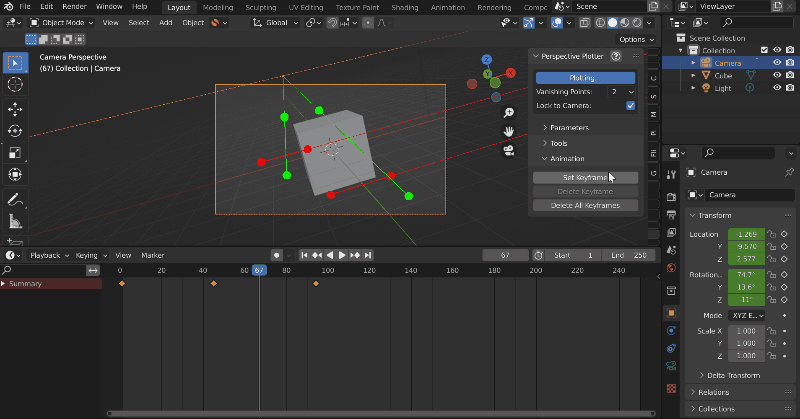 File Edit Render Window Help Layout Modeling Sculpting UV Editing Texture Paint Shading Animation Rendering Compo Scene ViewLayer
Object Mode View Select Add Object Global
Options
Camera Perspective
(67) Collection | Camera
Perspective Plotter
Plotting..
Vanishing Points: 2
Lock to Camera:
Parameters
Tools
Animation
Set Keyframe
Delete Keyframe
Delete All Keyframes
X
Y
Z
C
S
M
R
FII
G
Scene Collection
Collection
Camera
Cube
Light
Camera
Camera
Transform
Location X -1.269
Y -9.570
Z 2.577
Rotation.. X 74.7°
Y 13.6°
Z -11°
Mode XYZ E...
Scale X 1.000
Y 1.000
Z 1.000
Delta Transform
Relations
Collections
Playback Keying View Marker 67 Start 1 End 250
0 20 40 60 67 80 100 120 140 160 180 200 220 240
Summary